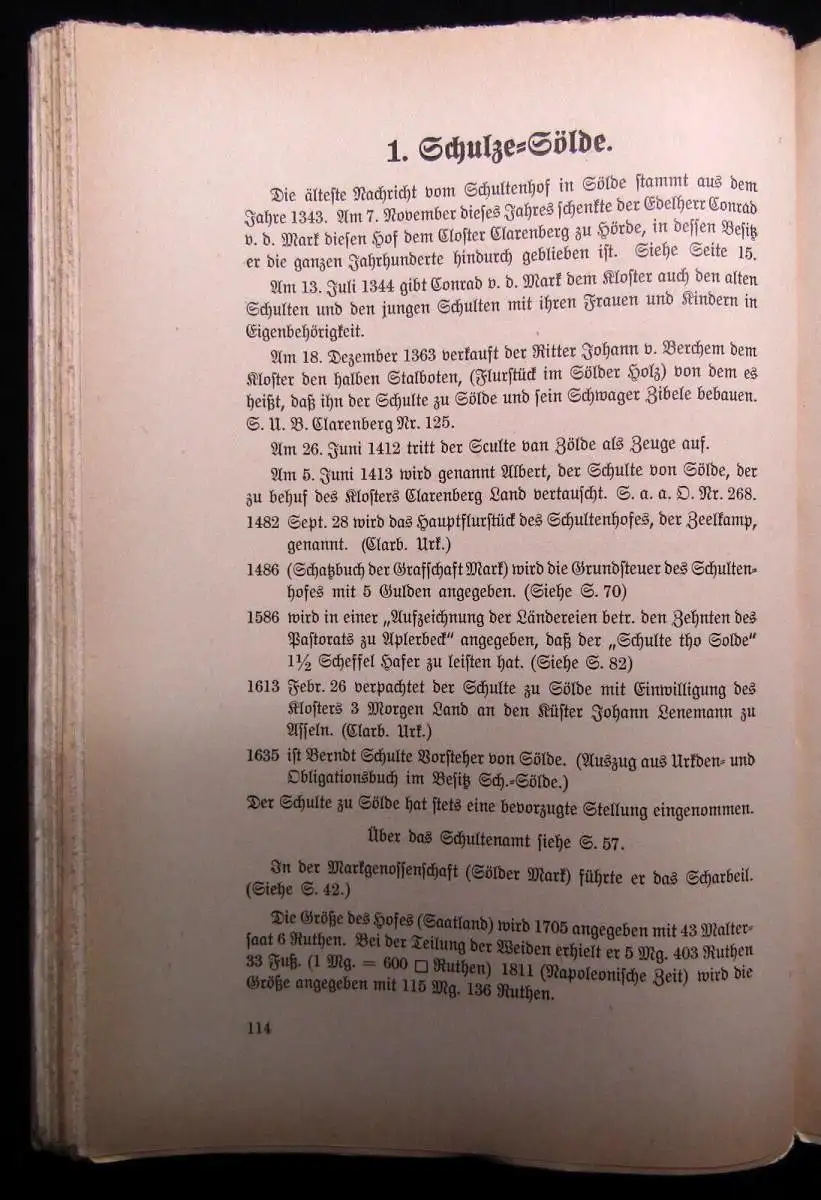 1. Schulze-Sölde.
Die älteste Nachricht vom Schultenhof in Sölde stammt aus dem
Jahre 1343. Am 7. November dieses Jahres schenkte der Edelherr Conrad
v. d. Mark diesen Hof dem Closter Clarenberg zu Hörde, in dessen Besitz
er die ganzen Jahrhunderte hindurch geblieben ist. Siehe Seite 15.
Am 13. Juli 1344 gibt Conrad v. d. Mark dem Kloster auch den alten
Schulten und den jungen Schulten mit ihren Frauen und Kindern in
Eigenbehörigkeit.
Am 18. Dezember 1363 verkauft der Ritter Johann v. Berchem dem
Kloster den halben Stalboten, (Flurstück im Sölder Holz) von dem es
heißt, daß ihn der Schulte zu Sölde und sein Schwager Zibele bebauen.
S. U. B. Clarenberg Nr. 125.
Am 26. Juni 1412 tritt der Sculte van Zölde als Zeuge auf.
Am 5. Juni 1413 wird genannt Albert, der Schulte von Sölde, der
zu behuf des Klosters Clarenberg Land vertauscht. S. a. a. O. Nr. 268.
1482 Sept. 28 wird das Hauptflurstück des Schultenhofes, der Zeelkamp,
genannt. (Clarb. Urk.)
1486 (Schatzbuch der Grafschaft Mark) wird die Grundsteuer des Schulten-
hofes mit 5 Gulden angegeben. (Siehe S. 70)
1586 wird in einer „Aufzeichnung der Ländereien betr. den Zehnten des
Pastorats zu Aplerbeck“ angegeben, daß der „Schulte tho Solde“
1½ Scheffel Hafer zu leisten hat. (Siehe S. 82)
1613 Febr. 26 verpachtet der Schulte zu Sölde mit Einwilligung des
Klosters 3 Morgen Land an den Küster Johann Lenemann zu
Asseln. (Clarb. Urk.)
1635 ist Berndt Schulte Vorsteher von Sölde. (Auszug aus Urkden- und
Obligationsbuch im Besitz Sch.-Sölde.)
Der Schulte zu Sölde hat stets eine bevorzugte Stellung eingenommen.
Über das Schultenamt siehe S. 57.
In der Markgenossenschaft (Sölder Mark) führte er das Scharbeil.
(Siehe S. 42.)
Die Größe des Hofes (Saatland) wird 1705 angegeben mit 43 Malter-
saat 6 Ruthen. Bei der Teilung der Weiden erhielt er 5 Mg. 403 Ruthen
33 Fuß. (1 Mg. = 600 □ Ruthen) 1811 (Napoleonische Zeit) wird die
Größe angegeben mit 115 Mg. 136 Ruthen.
114